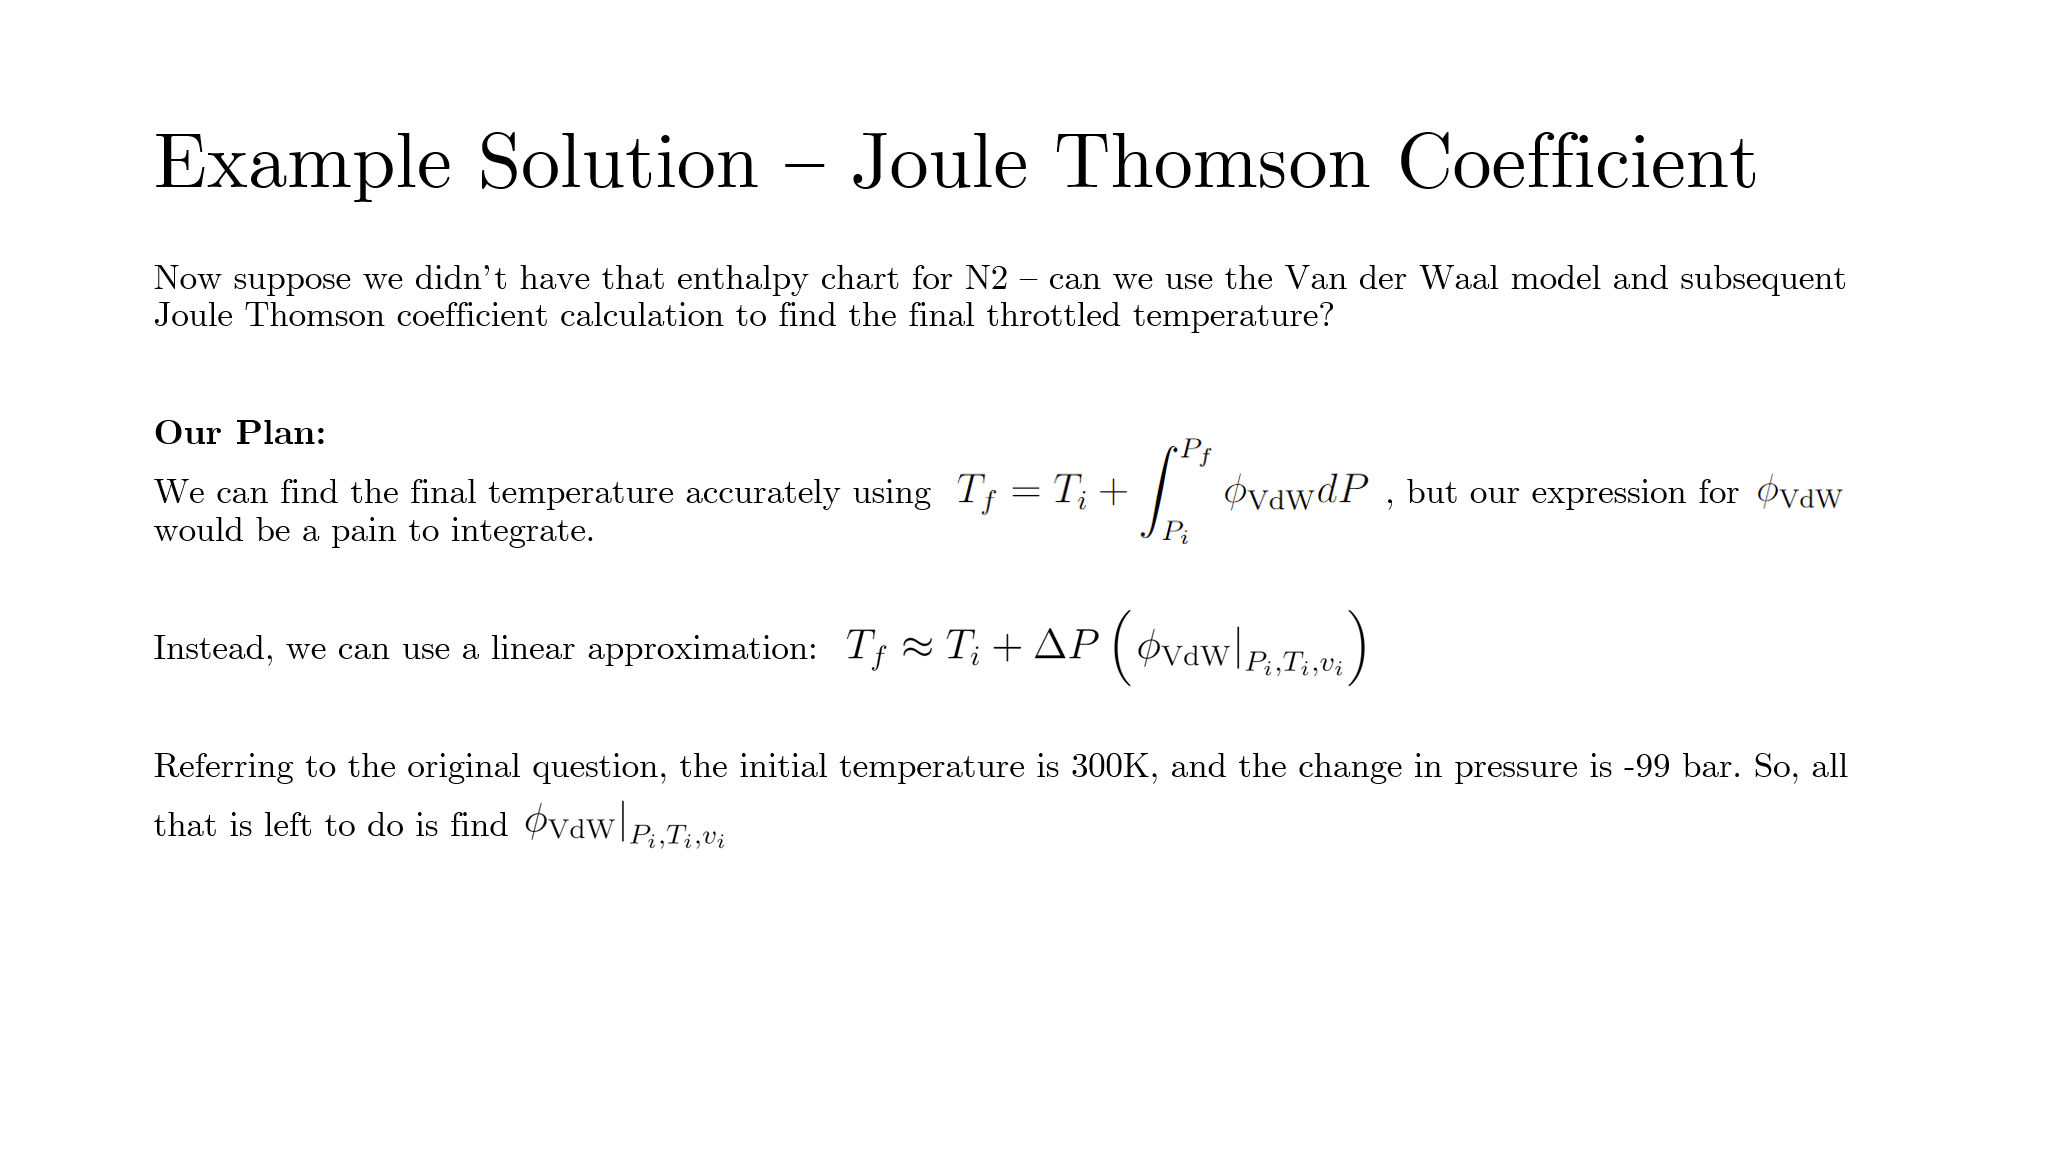 Example Solution – Joule Thomson Coefficient
Now suppose we didn't have that enthalpy chart for N2 – can we use the Van der Waal model and subsequent
Joule Thomson coefficient calculation to find the final throttled temperature?
Our Plan:
We can find the final temperature accurately using $T_f = T_i + \int_{P_i}^{P_f} \phi_{\text{VdW}} dP$ , but our expression for $\phi_{\text{VdW}}$
would be a pain to integrate.
Instead, we can use a linear approximation: $T_f \approx T_i + \Delta P \left( \phi_{\text{VdW}} |_{P_i, T_i, v_i} \right)$
Referring to the original question, the initial temperature is 300K, and the change in pressure is -99 bar. So, all
that is left to do is find $\phi_{\text{VdW}} |_{P_i, T_i, v_i}$